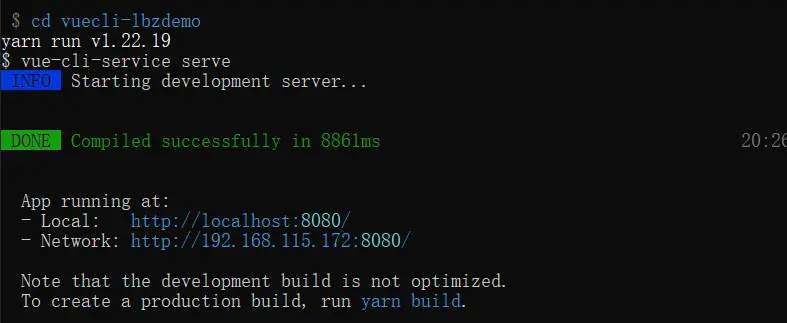 $ cd vuecli-lbzdemo
yarn run v1.22.19
$ vue-cli-service serve
INFO Starting development server...
DONE Compiled successfully in 8861ms 20:26
App running at:
- Local: http://localhost:8080/
- Network: http://192.168.115.172:8080/
Note that the development build is not optimized.
To create a production build, run yarn build.